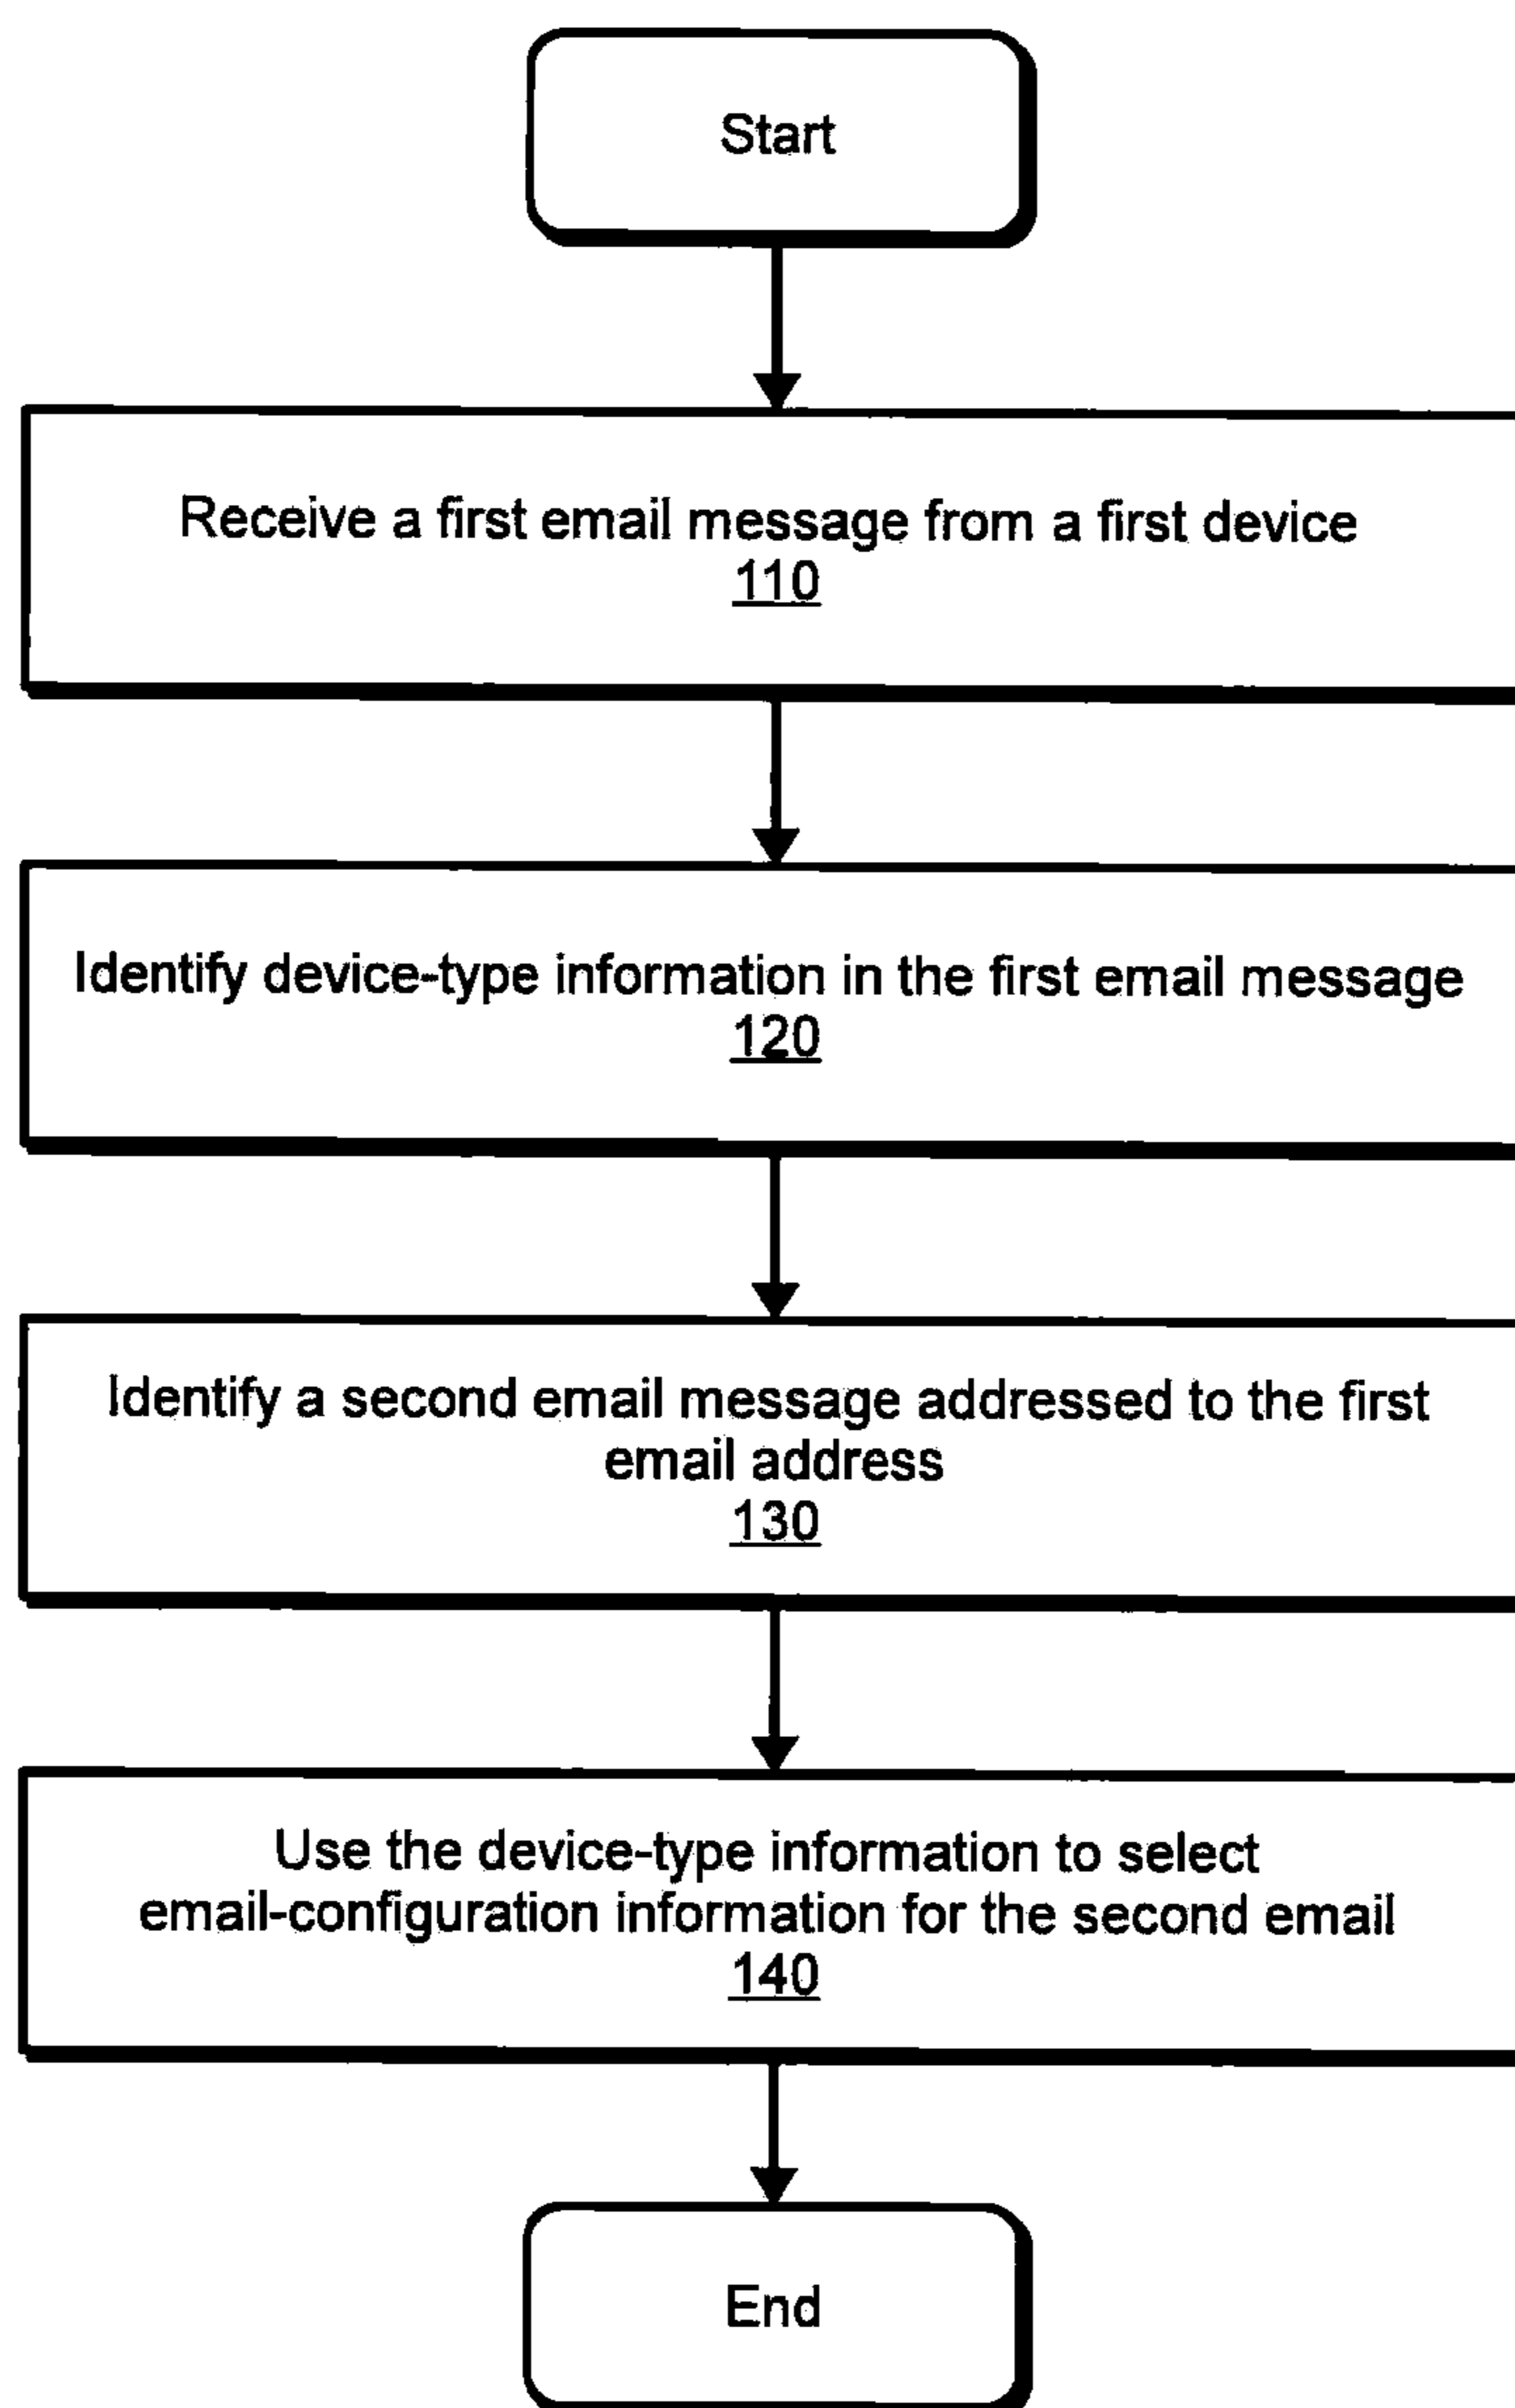 Start
Receive a first email message from a first device
110
Identify device-type information in the first email message
120
Identify a second email message addressed to the first
email address
130
Use the device-type information to select
email-configuration information for the second email
140
End